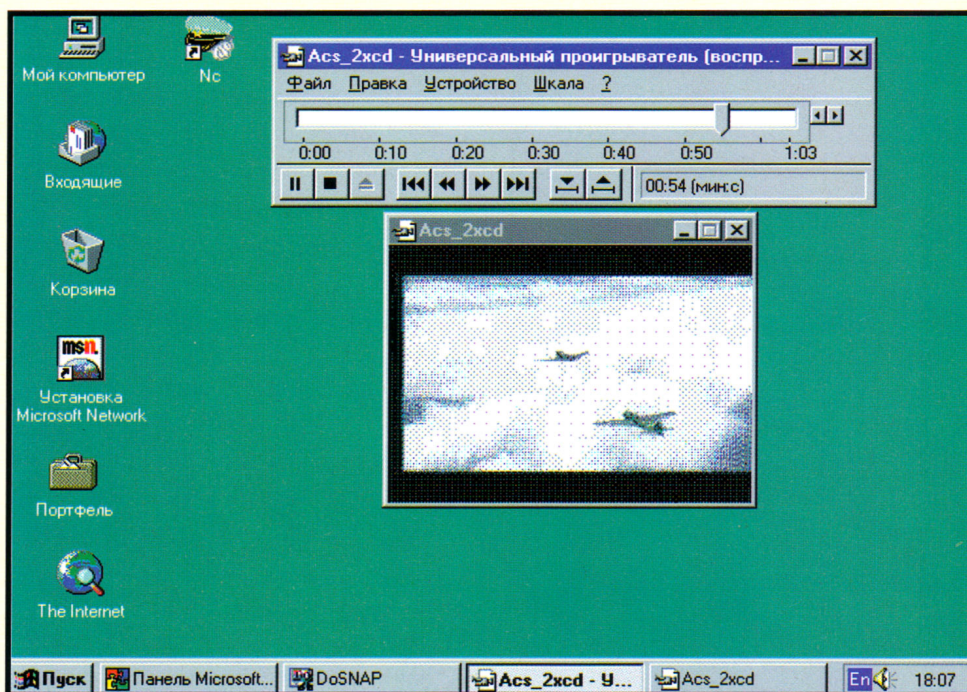 Мой компьютер
Nc
Входящие
Корзина
msn.
Установка
Microsoft Network
Портфель
The Internet
Acs_2xcd - Универсальный проигрыватель (воспр...
Файл Правка Устройство Шкала ?
0:00 0:10 0:20 0:30 0:40 0:50 1:03
00:54 (мин:с)
Acs_2xcd
Пуск Панель Microsoft... DoSNAP Acs_2xcd - У... Acs_2xcd En 18:07